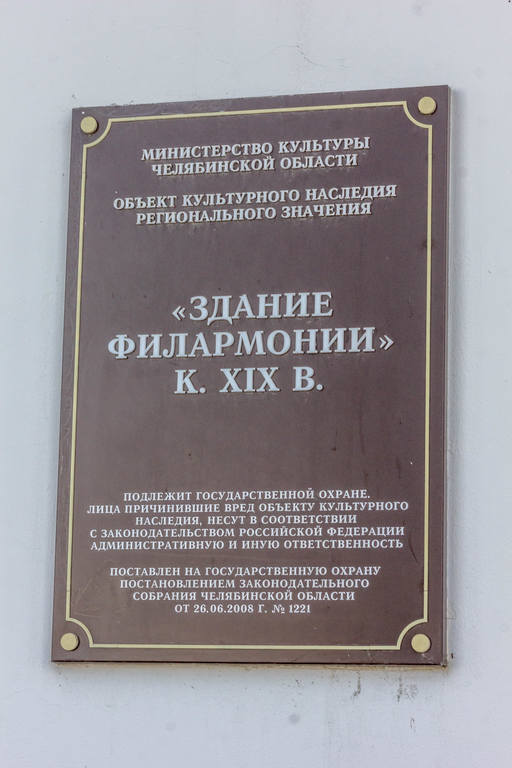 МИНИСТЕРСТВО КУЛЬТУРЫ
ЧЕЛЯБИНСКОЙ ОБЛАСТИ
ОБЪЕКТ КУЛЬТУРНОГО НАСЛЕДИЯ
РЕГИОНАЛЬНОГО ЗНАЧЕНИЯ
«ЗДАНИЕ
ФИЛАРМОНИИ»
К. XIX В.
ПОДЛЕЖИТ ГОСУДАРСТВЕННОЙ ОХРАНЕ.
ЛИЦА ПРИЧИНИВШИЕ ВРЕД ОБЪЕКТУ КУЛЬТУРНОГО
НАСЛЕДИЯ, НЕСУТ В СООТВЕТСТВИИ
С ЗАКОНОДАТЕЛЬСТВОМ РОССИЙСКОЙ ФЕДЕРАЦИИ
АДМИНИСТРАТИВНУЮ И ИНУЮ ОТВЕТСТВЕННОСТЬ
ПОСТАВЛЕН НА ГОСУДАРСТВЕННУЮ ОХРАНУ
ПОСТАНОВЛЕНИЕМ ЗАКОНОДАТЕЛЬНОГО
СОБРАНИЯ ЧЕЛЯБИНСКОЙ ОБЛАСТИ
ОТ 26.06.2008 Г. № 1221